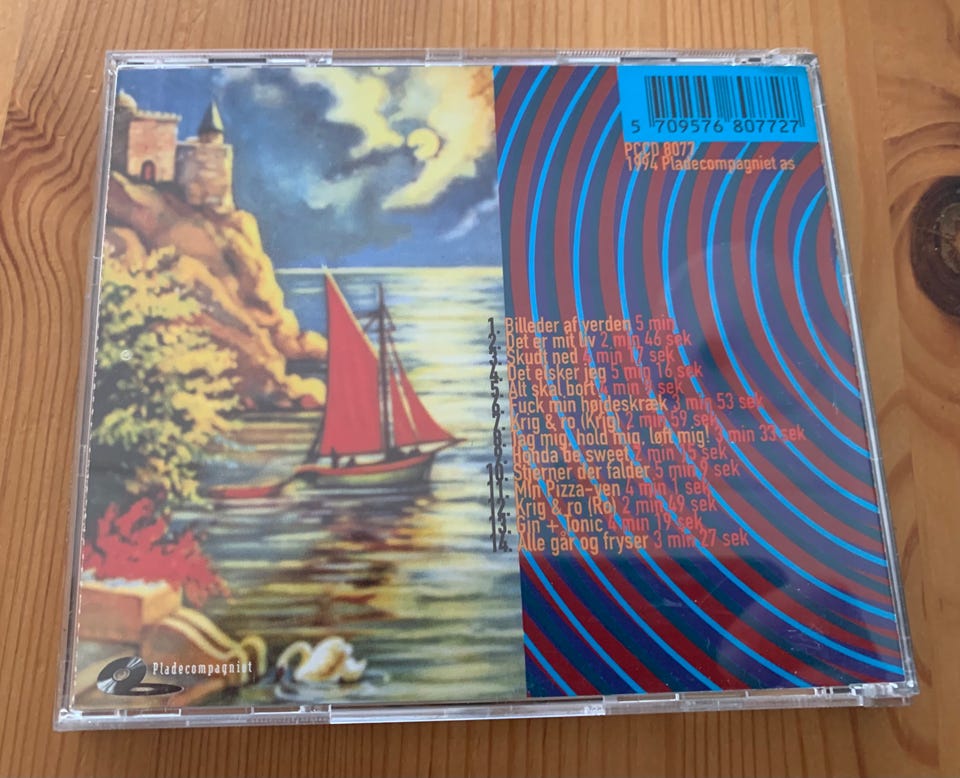 5 709576 807727
PCCD 8077
1994 Pladecompagniet as
1. Billeder af verden 5 min
2. Det er mit liv 2 min 46 sek
3. Skudt ned 4 min 17 sek
4. Det elsker jeg 5 min 16 sek
5. Alt skal bort 4 min sek
6. Fuck min højdeskræk 3 min 53 sek
7. Krig & ro (Krig) 2 min 59 sek
8. Tag mig, hold mig, løft mig! 3 min 33 sek
9. Honda be sweet 2 min 15 sek
10. Stjerner der falder 5 min 9 sek
11. Min Pizza-ven 4 min 1 sek
12. Krig & ro (Ro) 2 min 49 sek
13. Gin + Tonic 4 min 19 sek
14. Alle går og fryser 3 min 27 sek
Pladecompagniet